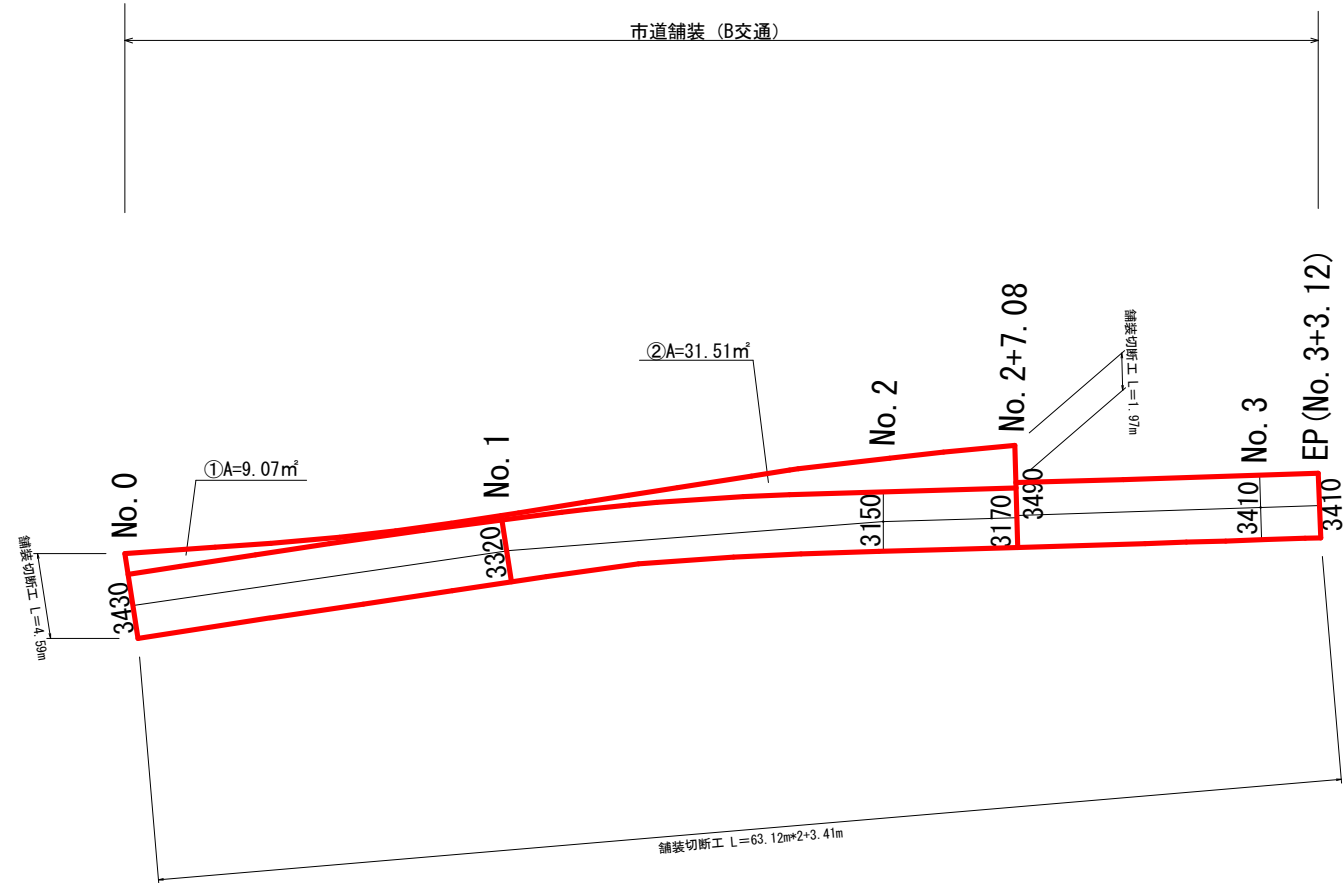 市道舗装 (B交通)
No. 0
①A=9.07㎡
No. 1
②A=31.51㎡
No. 2
No. 2+7.08
舗装切断工 L=1.97m
No. 3
EP(No. 3+3.12)
舗装切断工 L=4.59m
3430
3320
3150
3170
3490
3410
3410
舗装切断工 L=63.12m*2+3.41m